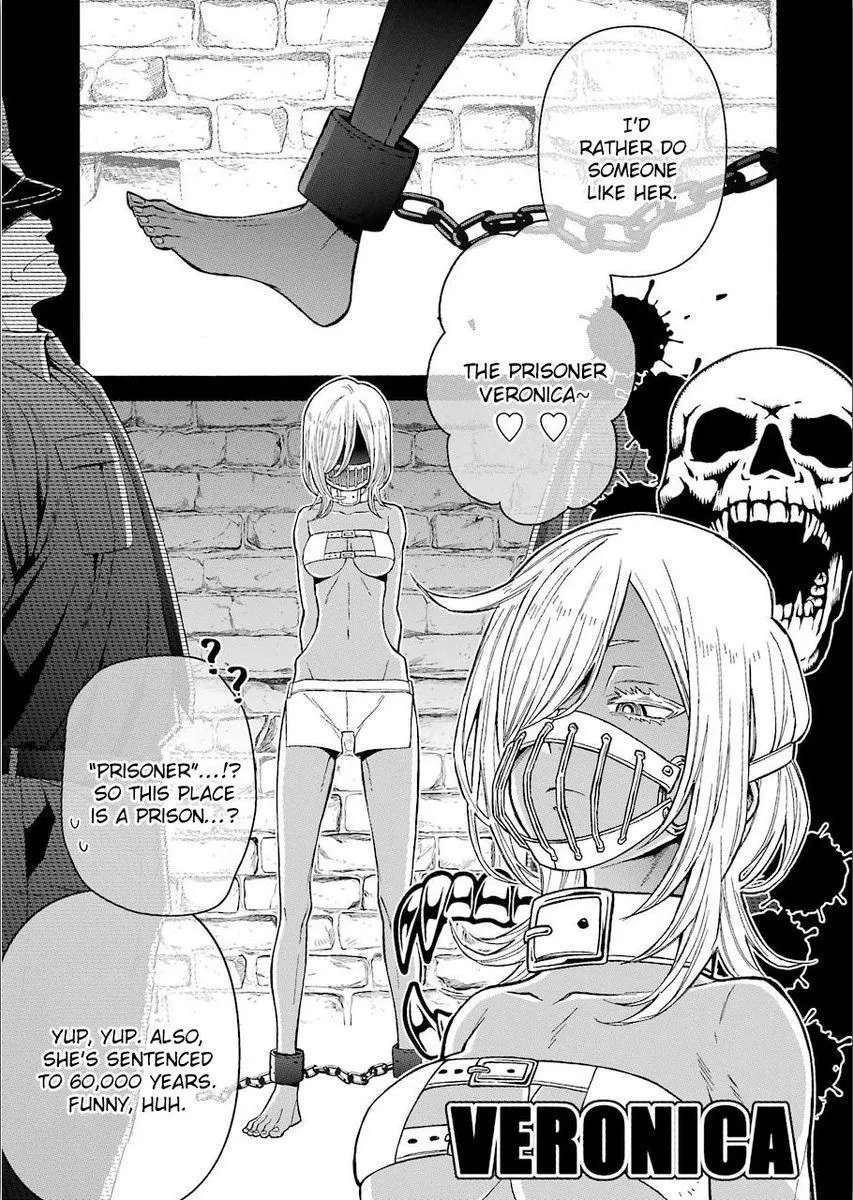 I'D
RATHER DO
SOMEONE
LIKE HER.
THE PRISONER
VERONICA~
♡ ♡
??
"PRISONER"...!?
SO THIS PLACE
IS A PRISON...?
YUP, YUP. ALSO,
SHE'S SENTENCED
TO 60,000 YEARS.
FUNNY, HUH.
VERONICA